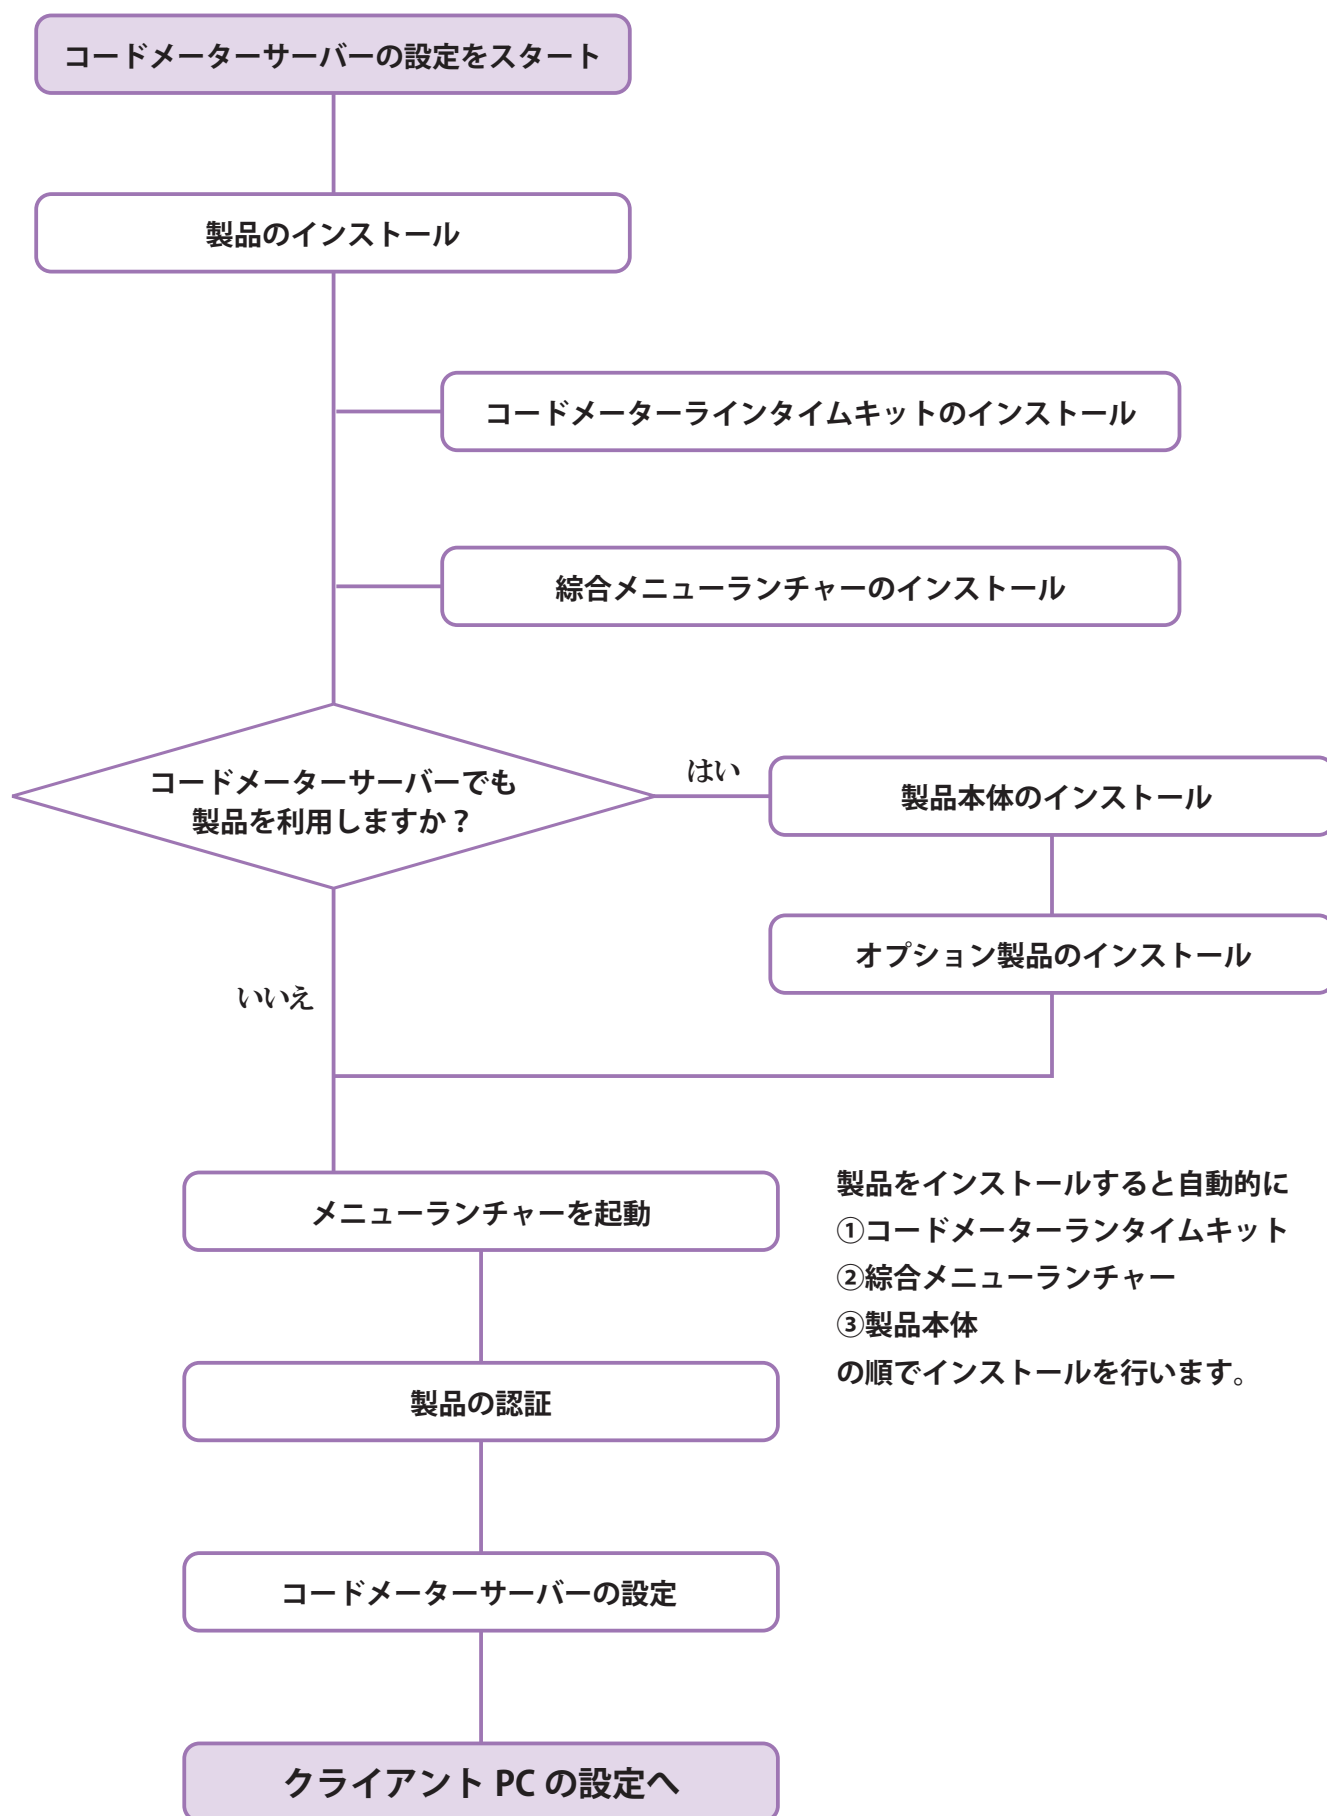 コードメーターサーバーの設定をスタート
製品のインストール
コードメーターラインタイムキットのインストール
綜合メニューランチャーのインストール
コードメーターサーバーでも
製品を利用しますか？
はい
製品本体のインストール
オプション製品のインストール
いいえ
メニューランチャーを起動
製品の認証
コードメーターサーバーの設定
クライアント PC の設定へ
製品をインストールすると自動的に
①コードメーターランタイムキット
②綜合メニューランチャー
③製品本体
の順でインストールを行います。